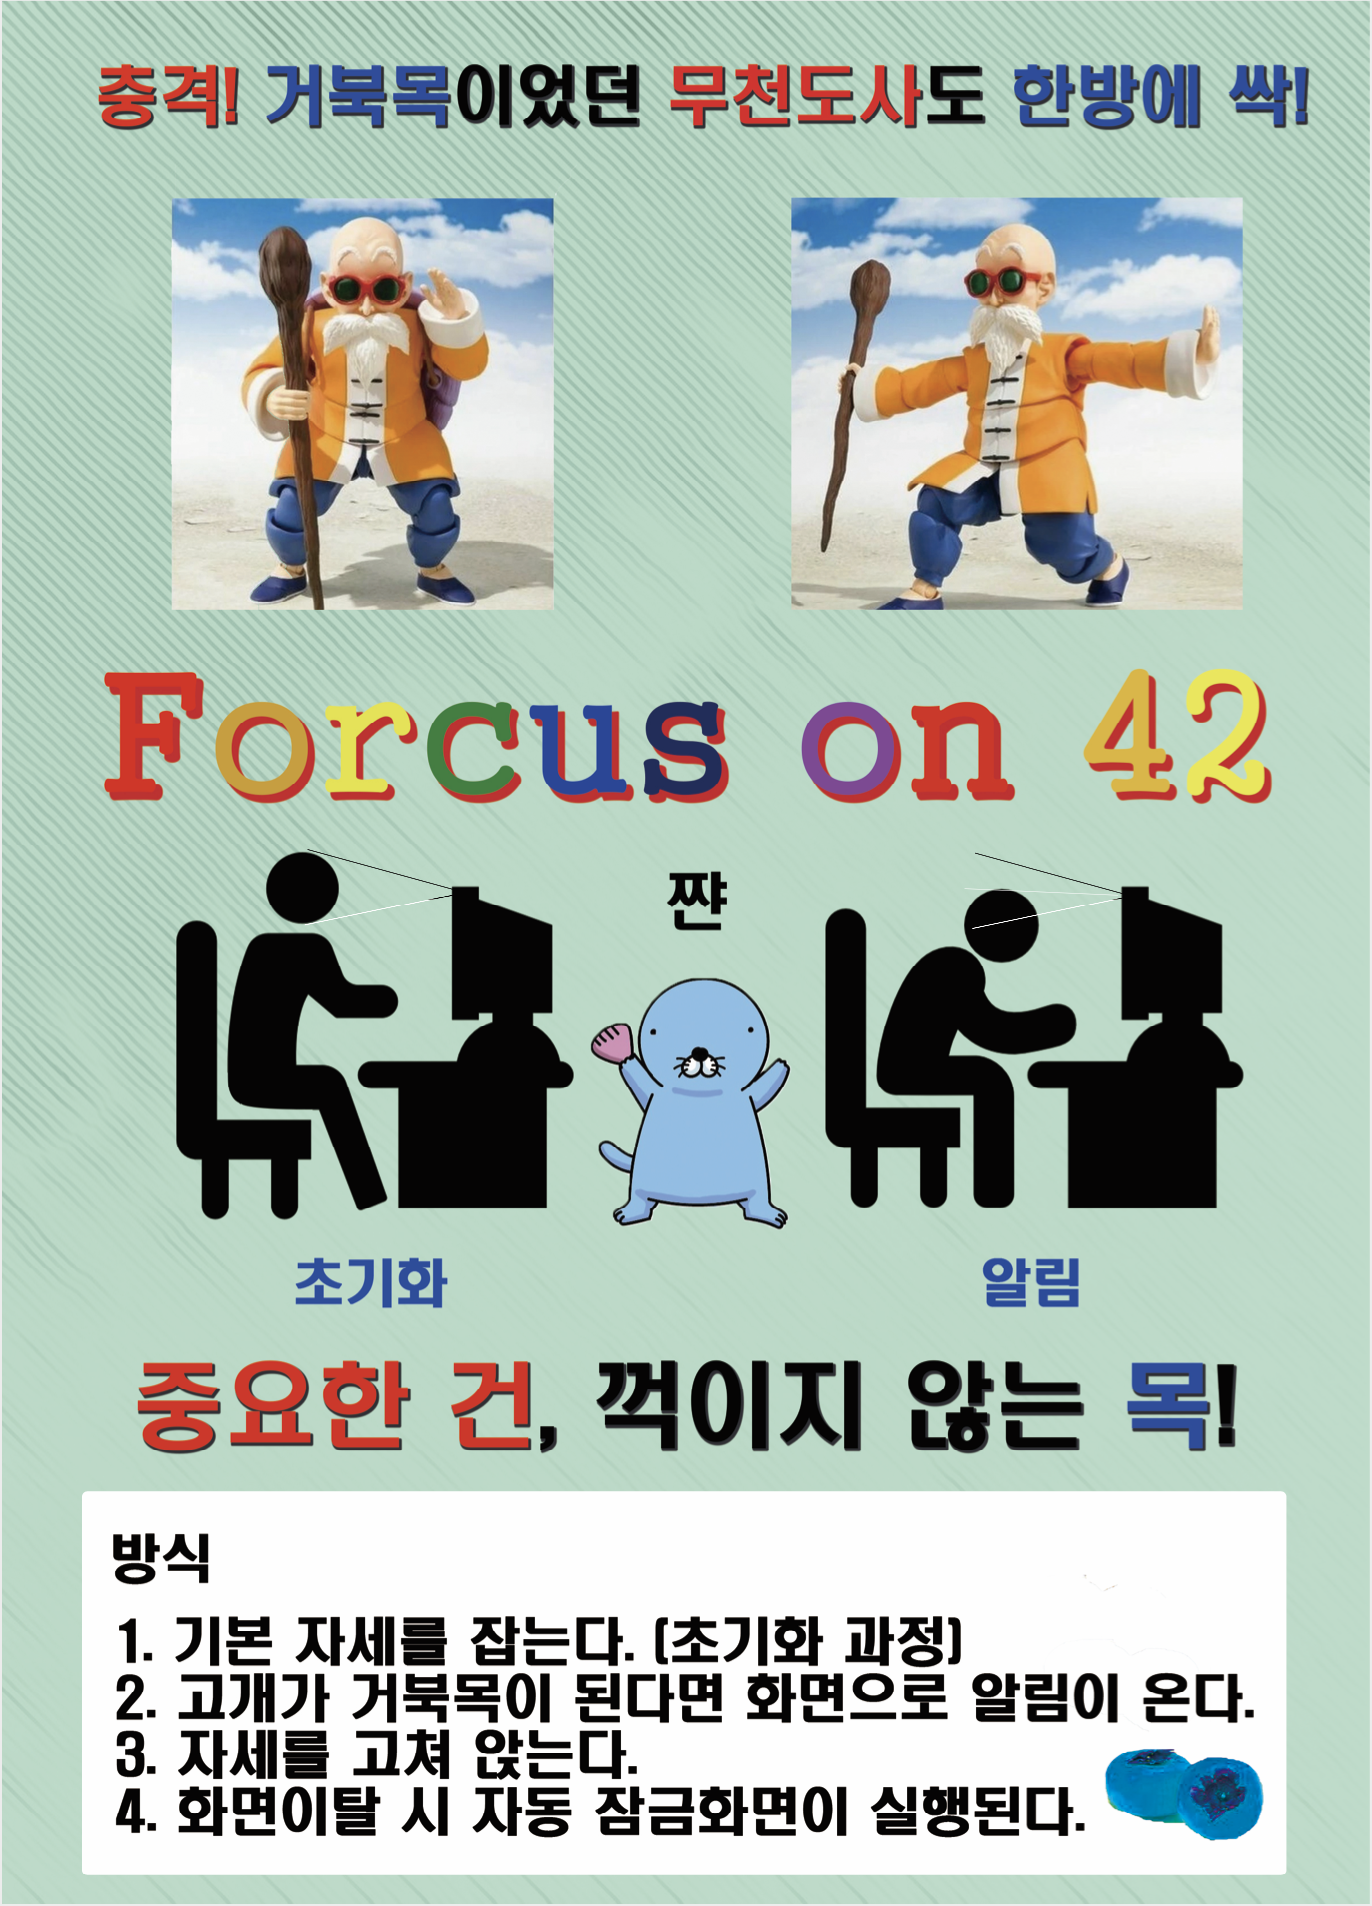 충격! 거북목이었던 무천도사도 한방에 싹!
Forcus on 42
짠
초기화
알림
중요한 건, 꺽이지 않는 목!
방식
1. 기본 자세를 잡는다. (초기화 과정)
2. 고개가 거북목이 된다면 화면으로 알림이 온다.
3. 자세를 고쳐 앉는다.
4. 화면이탈 시 자동 잠금화면이 실행된다.